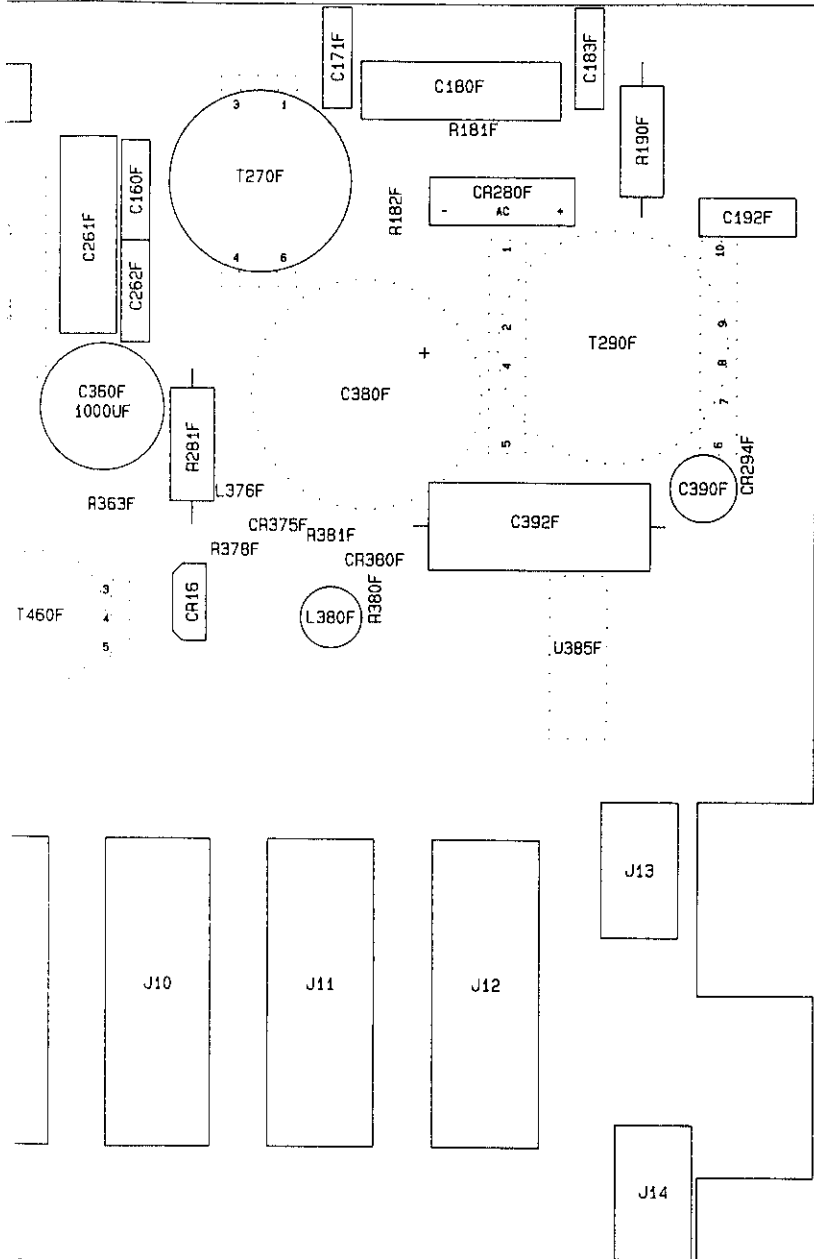 C171F
C180F
C183F
R181F
R190F
3 1
T270F
4 6
C160F
C261F
C262F
R182F
CR280F
- AC +
C192F
1
2
4
5
T290F
10
9
8
7
6
+
C380F
C360F
1000UF
R281F
R363F
L376F
CR375F
R381F
R378F
CR380F
C392F
C390F
CR294F
T460F
3
4
5
CR15
L380F
R380F
U385F
J13
J10
J11
J12
J14